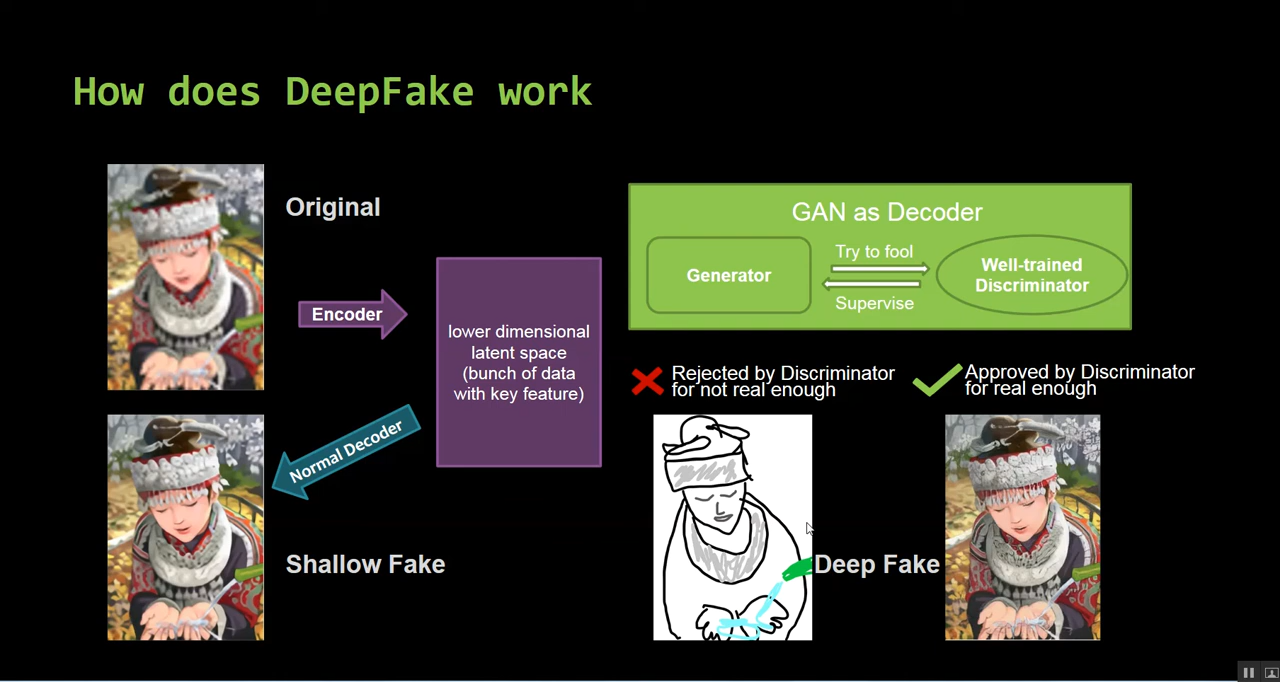 How does DeepFake work
Original
Encoder
lower dimensional
latent space
(bunch of data
with key feature)
Normal Decoder
Shallow Fake
GAN as Decoder
Generator
Try to fool
Supervise
Well-trained
Discriminator
Rejected by Discriminator
for not real enough
Approved by Discriminator
for real enough
Deep Fake